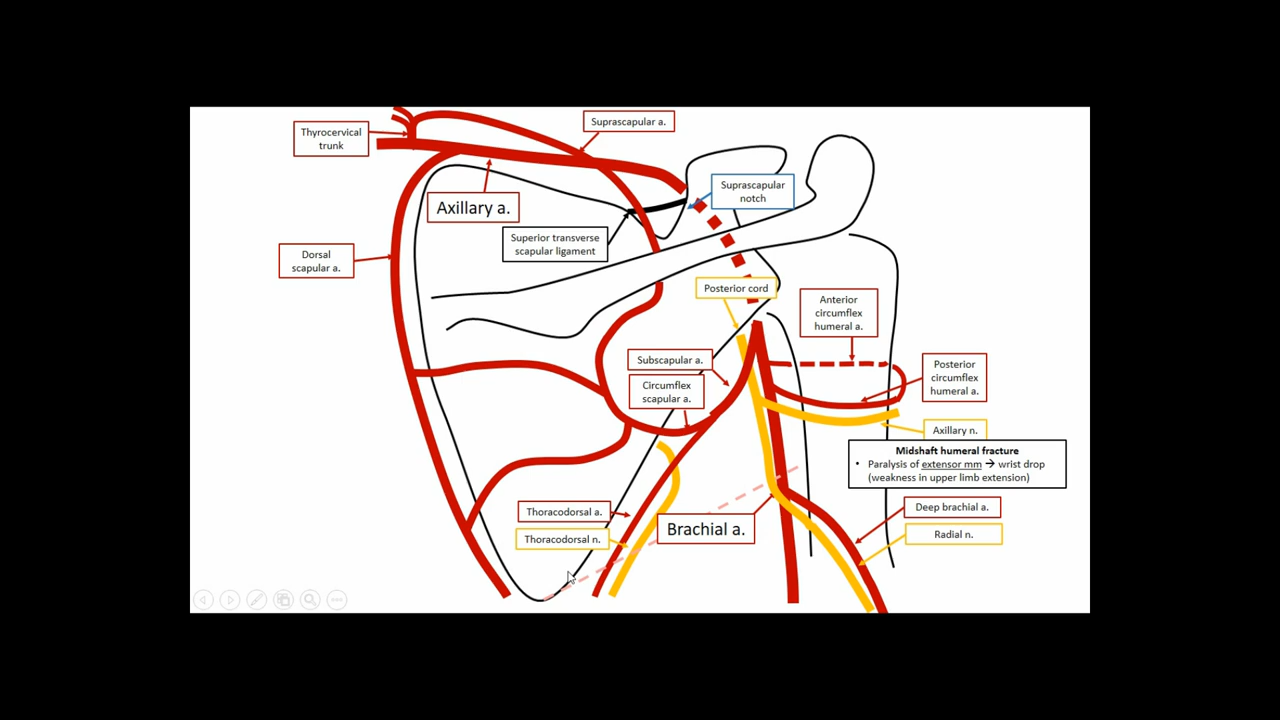 Suprascapular a.
Thyrocervical
trunk
Suprascapular
notch
Axillary a.
Superior transverse
scapular ligament
Dorsal
scapular a.
Posterior cord
Anterior
circumflex
humeral a.
Subscapular a.
Posterior
circumflex
humeral a.
Circumflex
scapular a.
Axillary n.
Midshaft humeral fracture
• Paralysis of extensor mm → wrist drop
(weakness in upper limb extension)
Thoracodorsal a.
Deep brachial a.
Brachial a.
Thoracodorsal n.
Radial n.